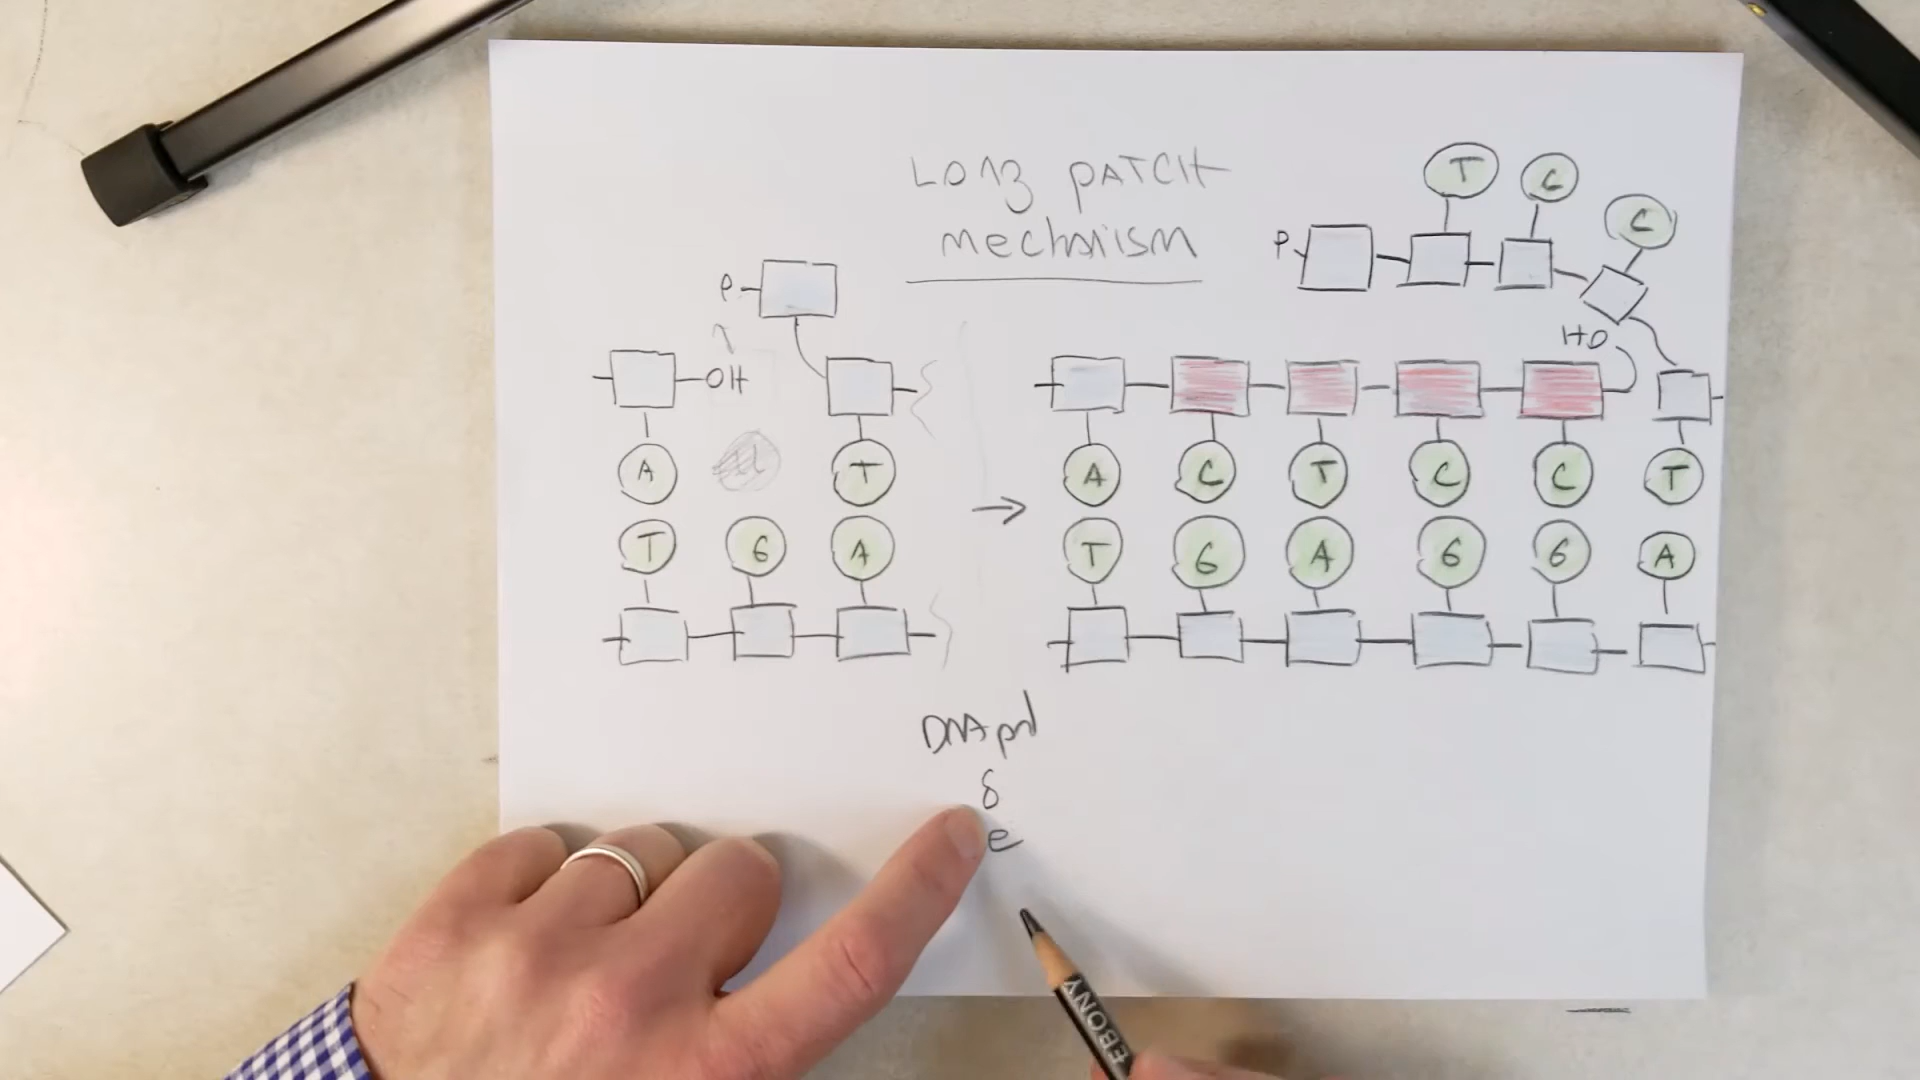 LONG PATCH
mechanism
T C C
P
P
HO
OH
A T
A C T C C T
T G A
T G A G G A
DNA pol
δ
e
EBONY